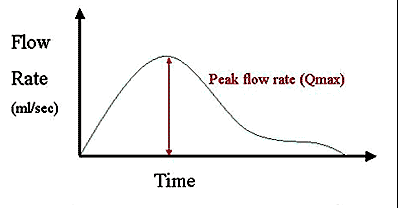 Flow
Rate
(ml/sec)
Peak flow rate (Qmax)
Time